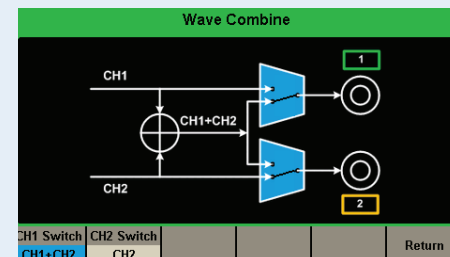 Wave Combine
1
CH1
CH1+CH2
CH2
2
CH1 Switch CH2 Switch
CH1+CH2 CH2 Return